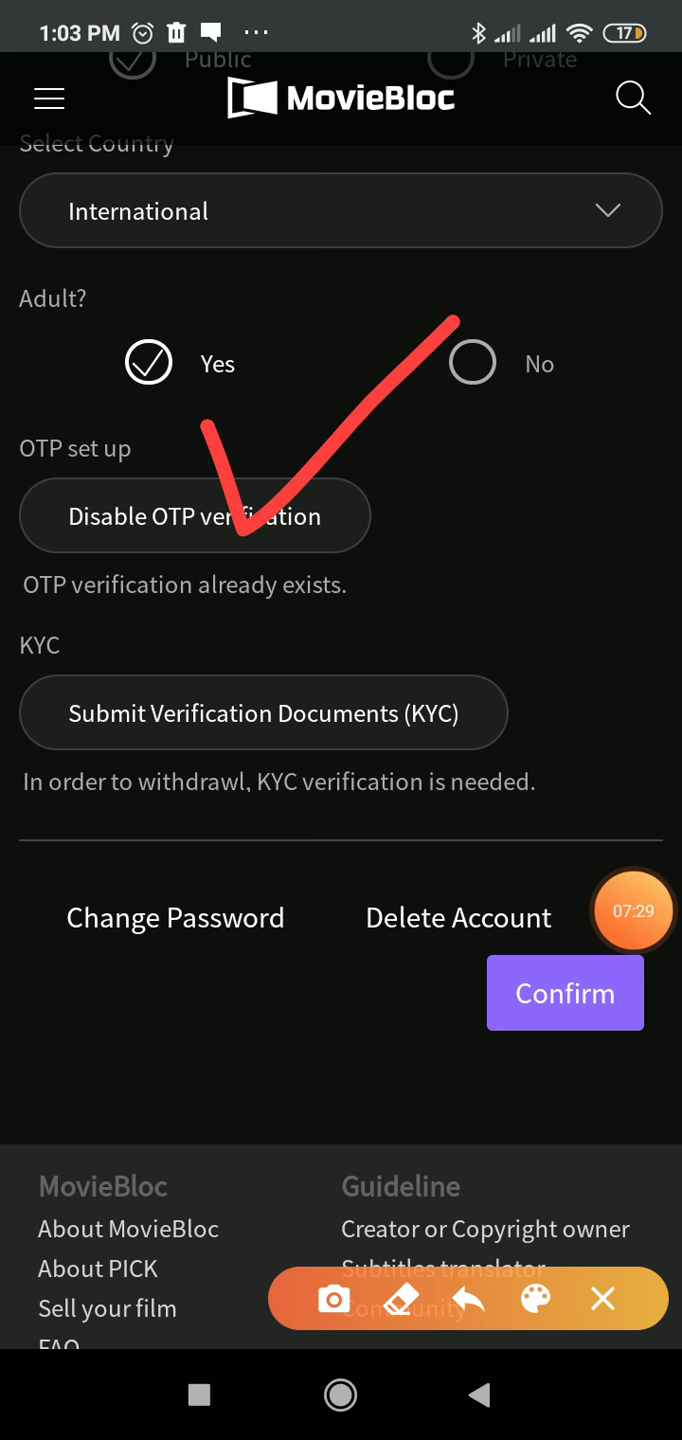 1:03 PM ... 17
Public Private
MovieBloc
Select Country
International
Adult?
Yes No
OTP set up
Disable OTP verification
OTP verification already exists.
KYC
Submit Verification Documents (KYC)
In order to withdrawl, KYC verification is needed.
Change Password Delete Account
07:29
Confirm
MovieBloc Guideline
About MovieBloc Creator or Copyright owner
About PICK Subtitles translator
Sell your film Community
FAQ